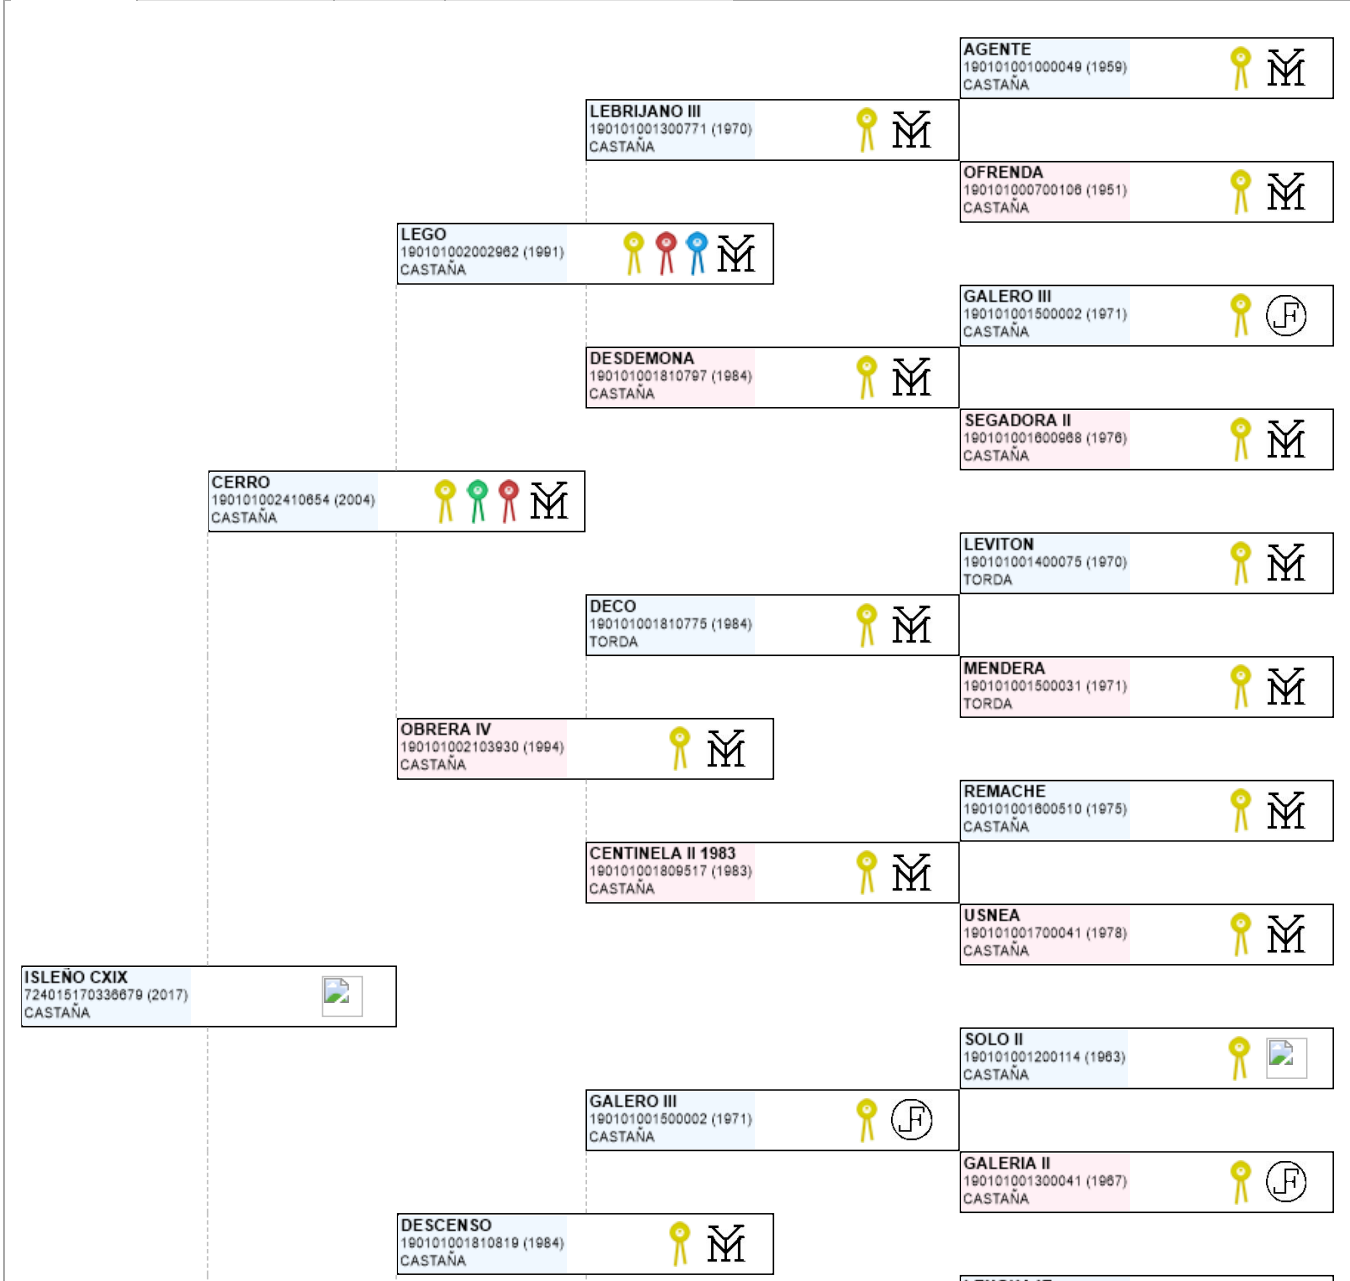 AGENTE
190101001000049 (1959)
CASTAÑA
LEBRIJANO III
190101001300771 (1970)
CASTAÑA
OFRENDA
190101000700106 (1951)
CASTAÑA
LEGO
190101002002962 (1991)
CASTAÑA
GALERO III
190101001500002 (1971)
CASTAÑA
DESDEMONA
190101001810797 (1984)
CASTAÑA
SEGADORA II
190101001600968 (1976)
CASTAÑA
CERRO
190101002410654 (2004)
CASTAÑA
LEVITON
190101001400075 (1970)
TORDA
DECO
190101001810775 (1984)
TORDA
MENDERA
190101001500031 (1971)
TORDA
OBRERA IV
190101002103930 (1994)
CASTAÑA
REMACHE
190101001600510 (1975)
CASTAÑA
CENTINELA II 1983
190101001809517 (1983)
CASTAÑA
USNEA
190101001700041 (1978)
CASTAÑA
ISLEÑO CXIX
724015170336679 (2017)
CASTAÑA
SOLO II
190101001200114 (1963)
CASTAÑA
GALERO III
190101001500002 (1971)
CASTAÑA
GALERIA II
190101001300041 (1967)
CASTAÑA
DESCENSO
190101001810819 (1984)
CASTAÑA